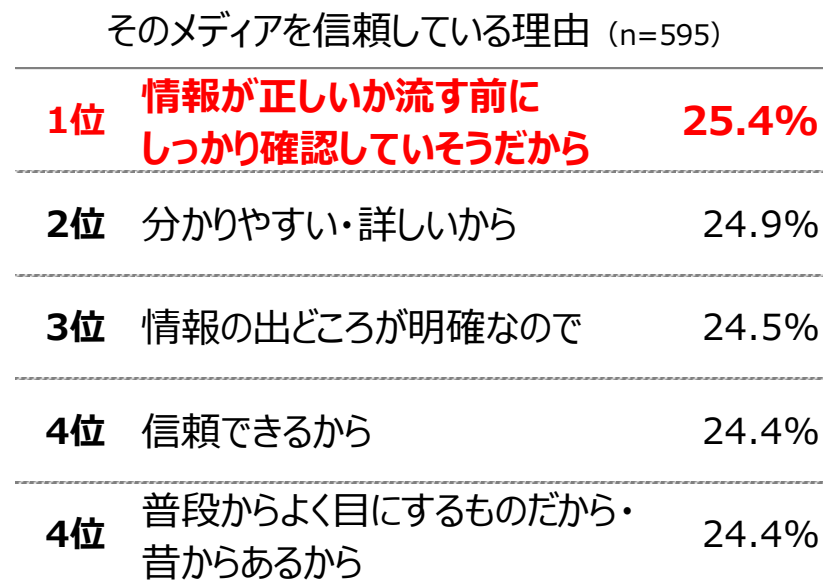 そのメディアを信頼している理由（n=595）
1位 情報が正しいか流す前に
しっかり確認していそうだから 25.4%
2位 分かりやすい・詳しいから 24.9%
3位 情報の出どころが明確なので 24.5%
4位 信頼できるから 24.4%
4位 普段からよく目にするものだから・
昔からあるから 24.4%